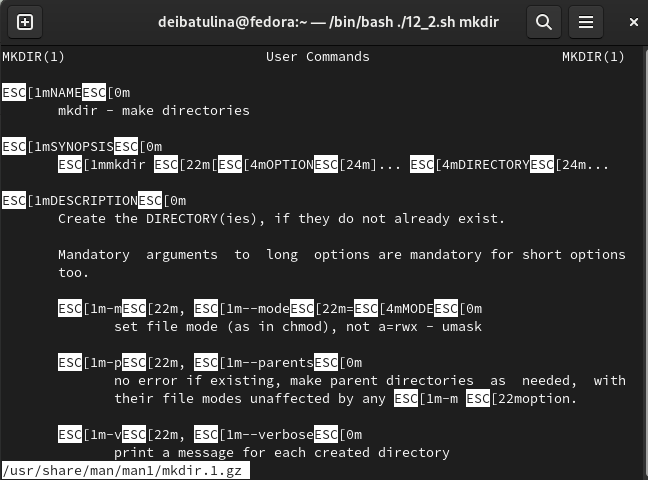 deibatulina@fedora:~ — /bin/bash ./12_2.sh mkdir
MKDIR(1) User Commands MKDIR(1)
ESC[1mNAMEESC[0m
mkdir - make directories
ESC[1mSYNOPSISESC[0m
ESC[1mmkdir ESC[22m[ESC[4mOPTIONESC[24m]... ESC[4mDIRECTORYESC[24m...
ESC[1mDESCRIPTIONESC[0m
Create the DIRECTORY(ies), if they do not already exist.
Mandatory arguments to long options are mandatory for short options
too.
ESC[1m-mESC[22m, ESC[1m--modeESC[22m=ESC[4mMODEESC[0m
set file mode (as in chmod), not a=rwx - umask
ESC[1m-pESC[22m, ESC[1m--parentsESC[0m
no error if existing, make parent directories as needed, with
their file modes unaffected by any ESC[1m-m ESC[22moption.
ESC[1m-vESC[22m, ESC[1m--verboseESC[0m
print a message for each created directory
/usr/share/man/man1/mkdir.1.gz